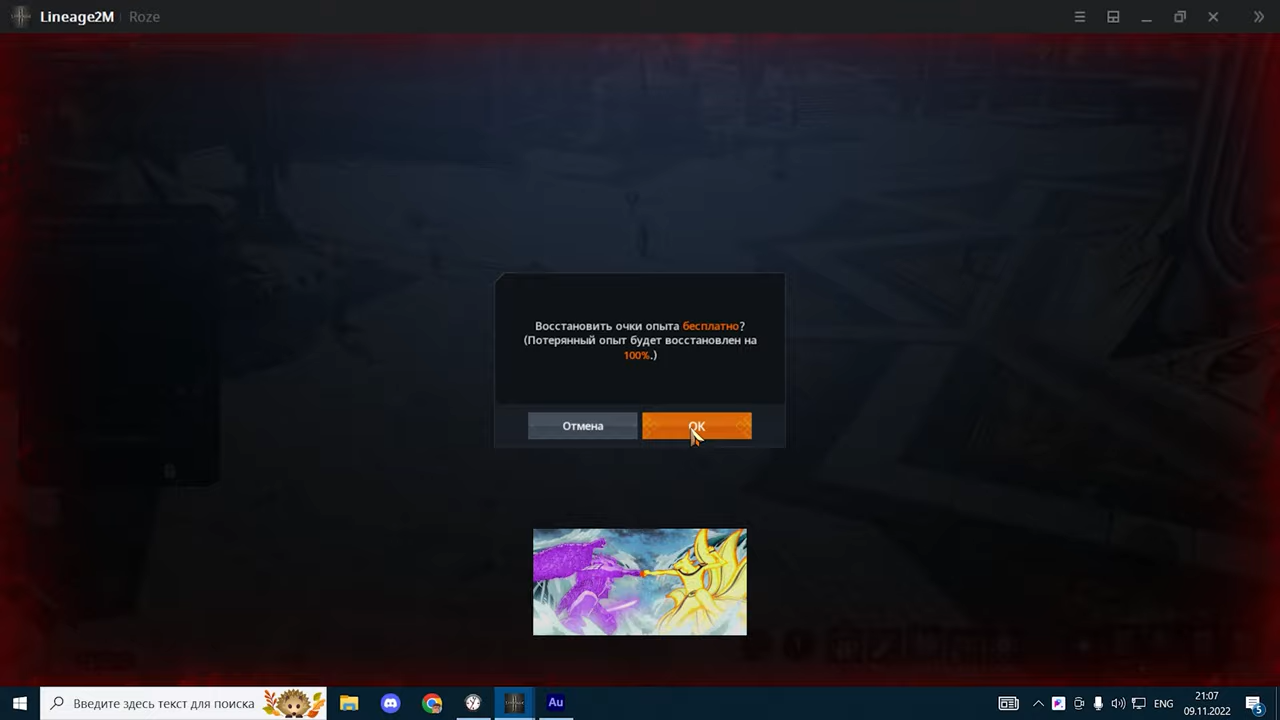 Lineage2M Roze
Восстановить очки опыта бесплатно?
(Потерянный опыт будет восстановлен на
100%.)
Отмена
OK
Введите здесь текст для поиска
Au
ENG
21:07
09.11.2022
5